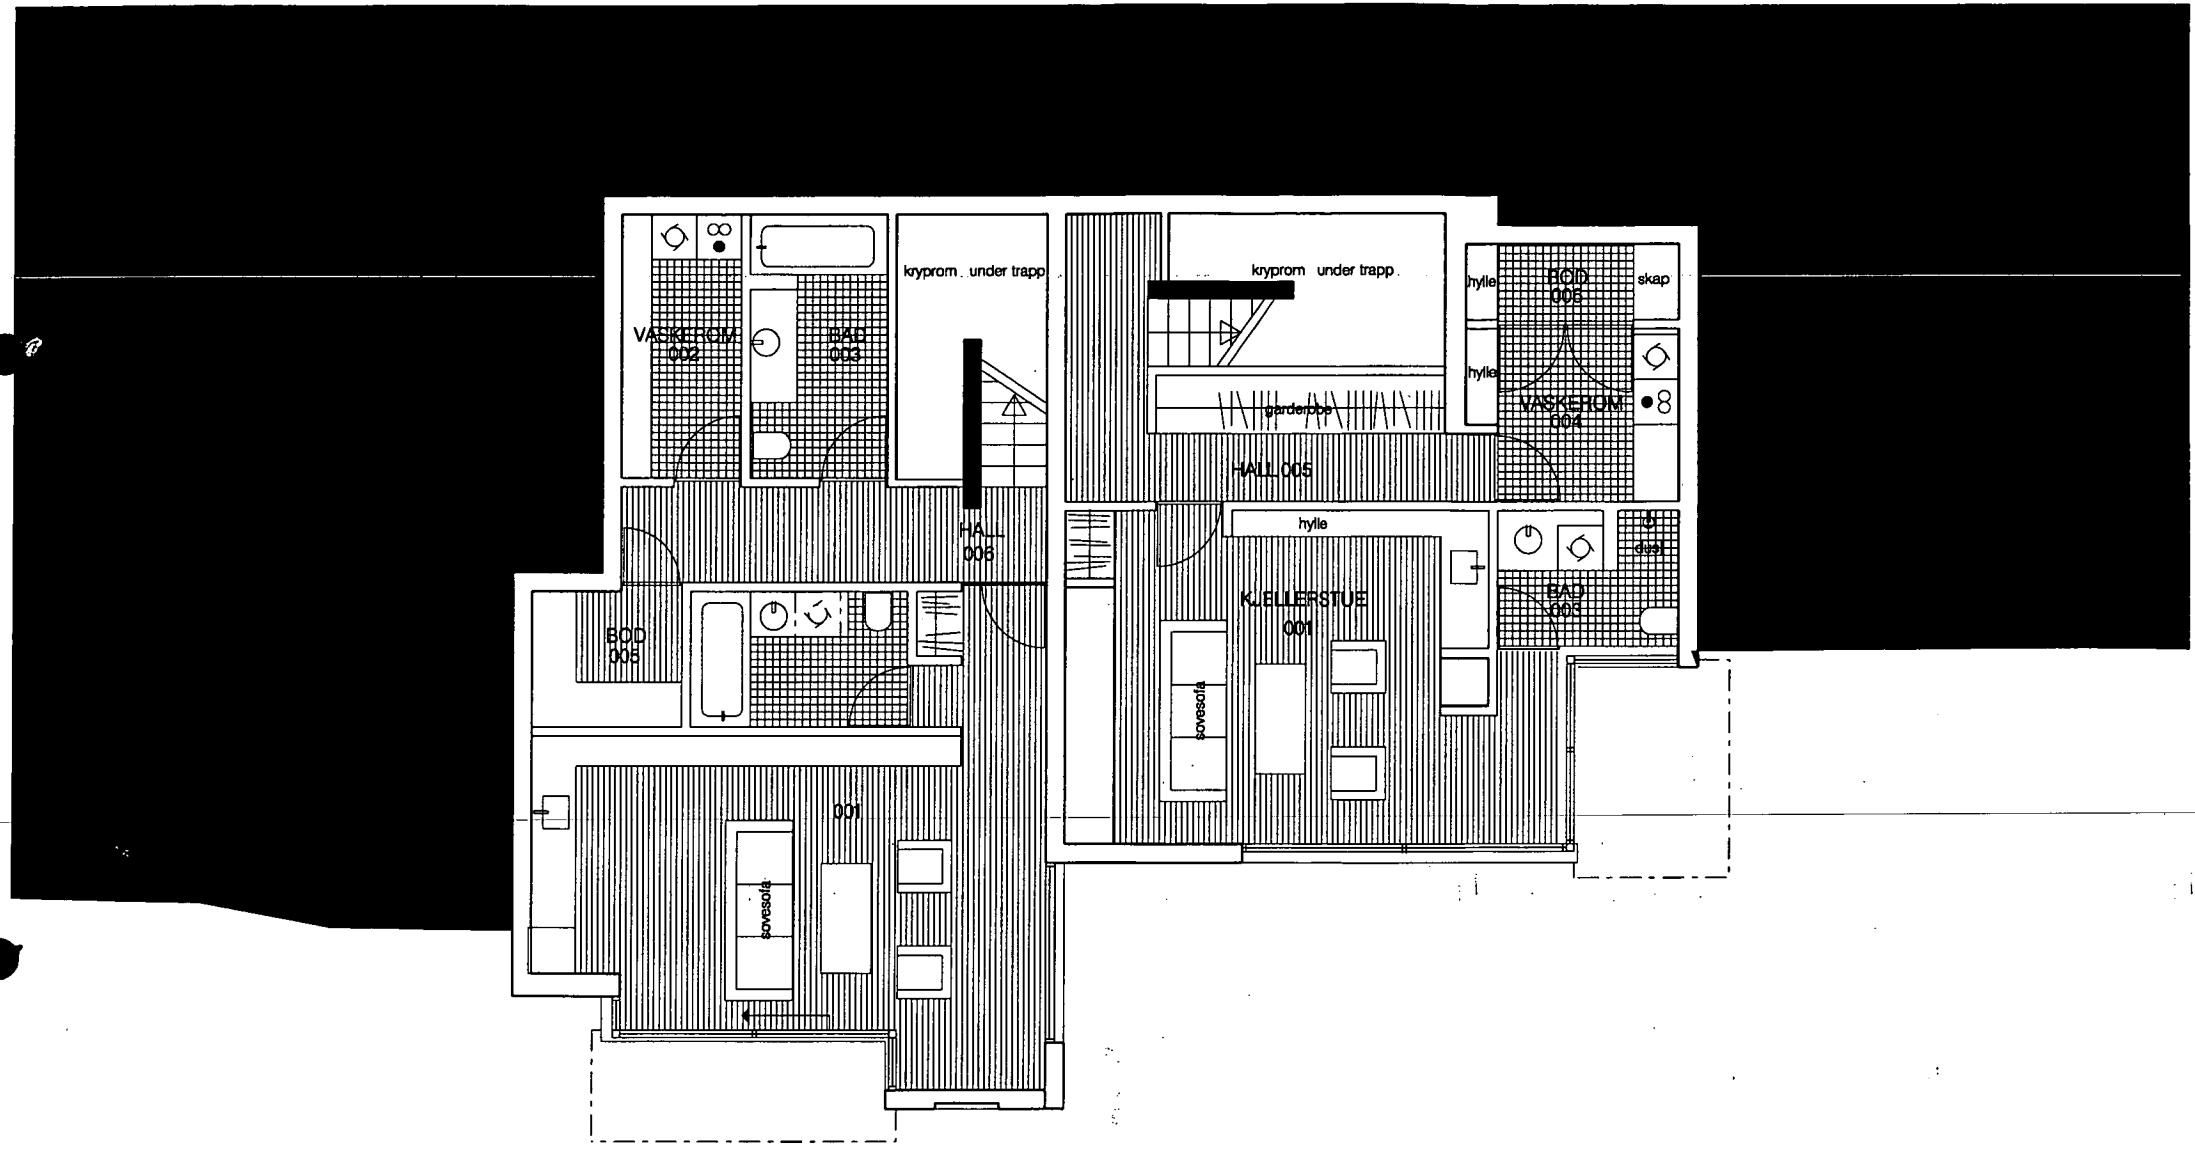 kryprom under trapp
VASKEROM
002
BAD
003
HALL
006
BOD
005
001
sovesofa
kryprom under trapp
garderobe
HALL 005
hylle
BOD
006
skap
hylle
VASKEROM
004
hylle
KJELLERSTUE
001
sovesofa
BAD
003
dusj